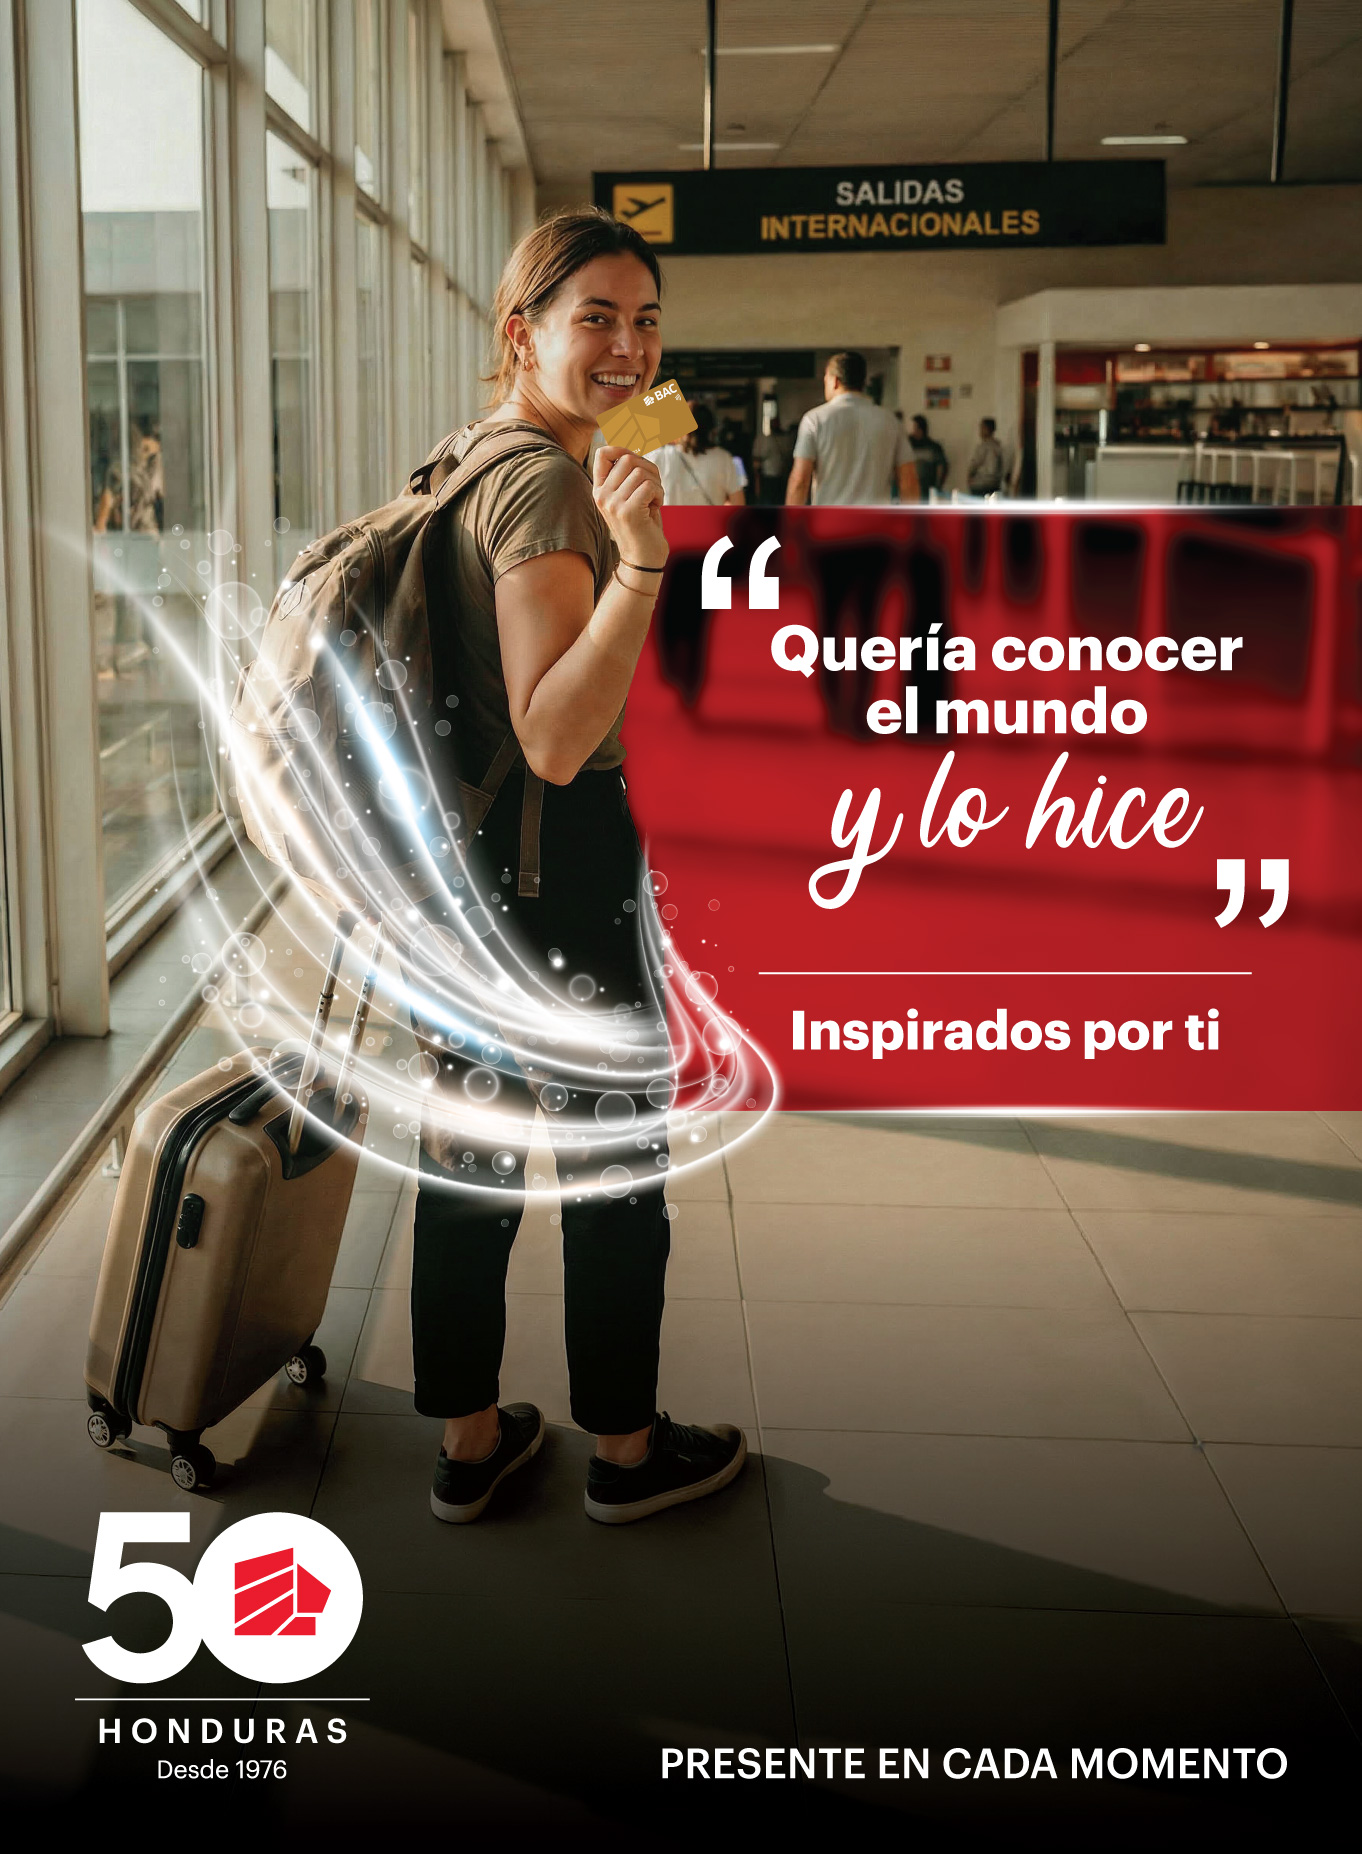 SALIDAS
INTERNACIONALES
BAC
“Quería conocer
el mundo
y lo hice”
Inspirados por ti
50
HONDURAS
Desde 1976
PRESENTE EN CADA MOMENTO